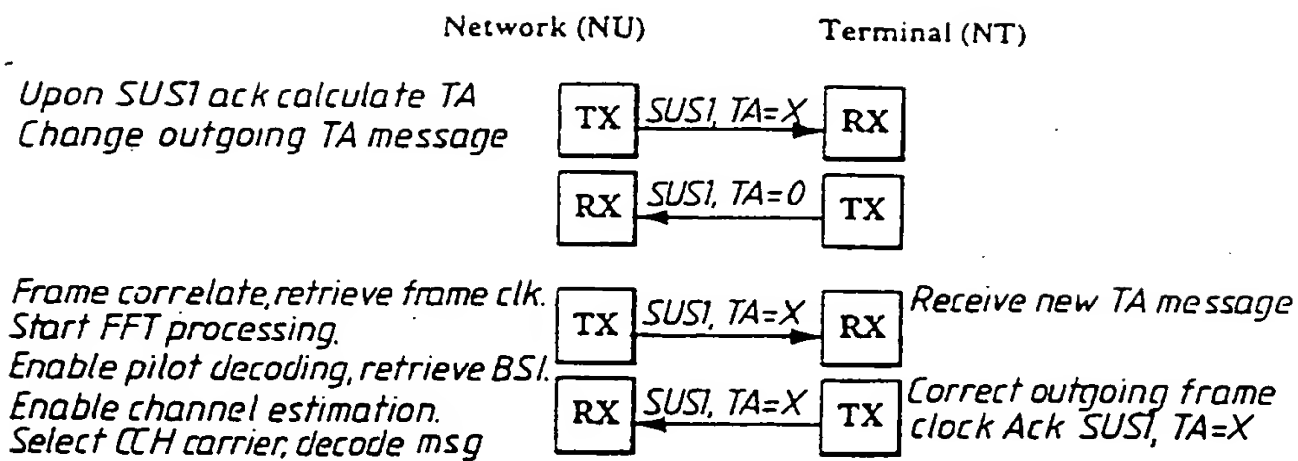 Network (NU) Terminal (NT)
Upon SUS1 ack calculate TA
Change outgoing TA message
TX SUS1, TA=X RX
RX SUS1, TA=0 TX
Frame correlate, retrieve frame clk.
Start FFT processing.
Enable pilot decoding, retrieve BSI.
Enable channel estimation.
Select CCH carrier, decode msg
TX SUS1, TA=X RX
Receive new TA message
RX SUS1, TA=X TX
Correct outgoing frame
clock Ack SUS1, TA=X